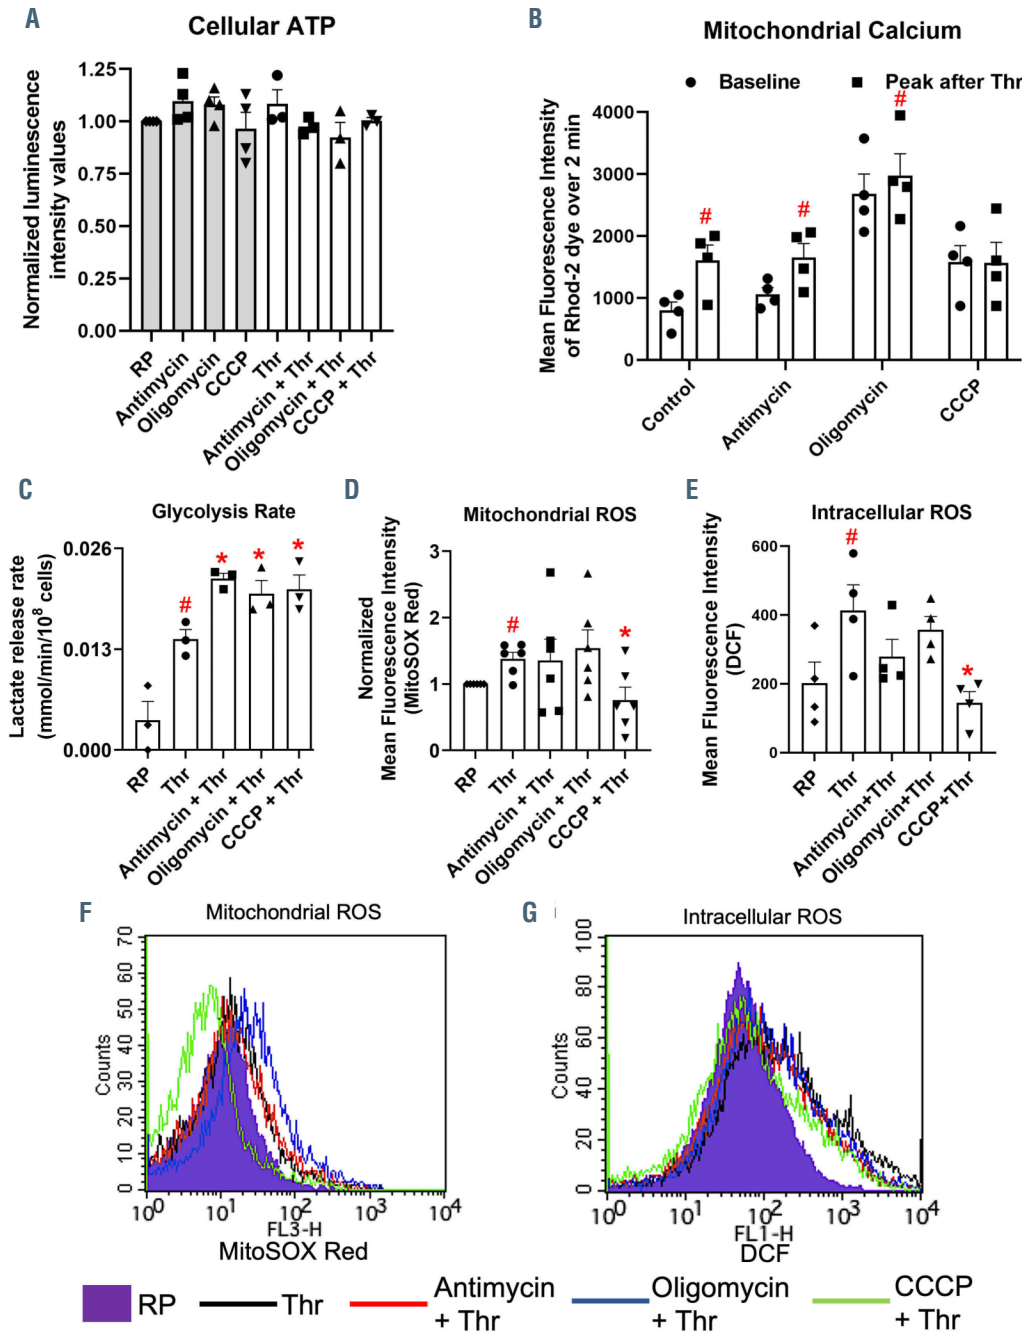 A
Cellular ATP
Normalized luminescence
intensity values
1.25
1.00
0.75
0.50
0.00
RP
Antimycin
Oligomycin
CCCP
Thr
Antimycin + Thr
Oligomycin + Thr
CCCP + Thr
B
Mitochondrial Calcium
Baseline
Peak after Thr
Mean Fluorescence Intensity
of Rhod-2 dye over 2 min
4000
3000
2000
1000
0
#
#
#
Control
Antimycin
Oligomycin
CCCP
C
Glycolysis Rate
Lactate release rate
(mmol/min/10⁸ cells)
0.026
0.013
0.000
#
*
*
*
RP
Thr
Antimycin + Thr
Oligomycin + Thr
CCCP + Thr
D
Mitochondrial ROS
Normalized
Mean Fluorescence Intensity
(MitoSOX Red)
3
2
1
0
#
*
RP
Thr
Antimycin + Thr
Oligomycin + Thr
CCCP + Thr
E
Intracellular ROS
Mean Fluorescence Intensity
(DCF)
600
400
200
0
#
*
RP
Thr
Antimycin+Thr
Oligomycin+Thr
CCCP+Thr
F
Mitochondrial ROS
Counts
70
60
50
40
30
20
10
0
10⁰
10¹
10²
10³
10⁴
FL3-H
MitoSOX Red
G
Intracellular ROS
Counts
100
80
60
40
20
0
10⁰
10¹
10²
10³
10⁴
FL1-H
DCF
RP
Thr
Antimycin
+ Thr
Oligomycin
+ Thr
CCCP
+ Thr